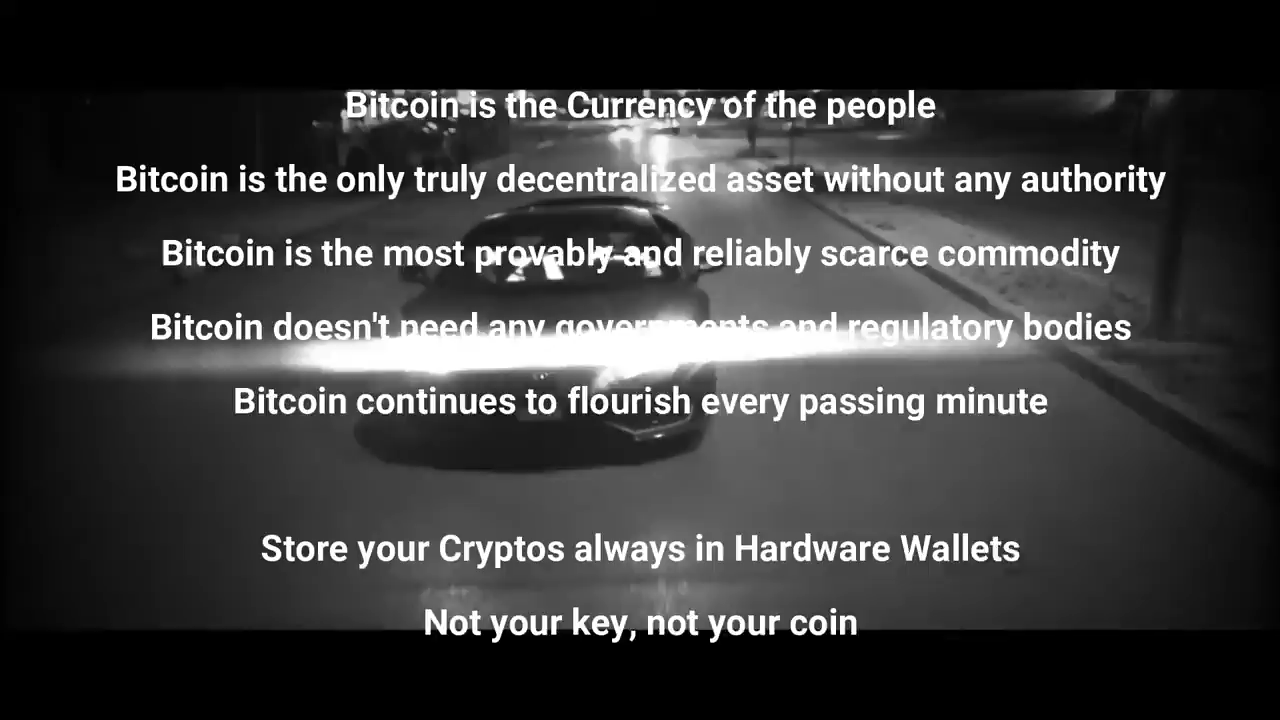 Bitcoin is the Currency of the people
Bitcoin is the only truly decentralized asset without any authority
Bitcoin is the most provably and reliably scarce commodity
Bitcoin doesn't need any governments and regulatory bodies
Bitcoin continues to flourish every passing minute
Store your Cryptos always in Hardware Wallets
Not your key, not your coin